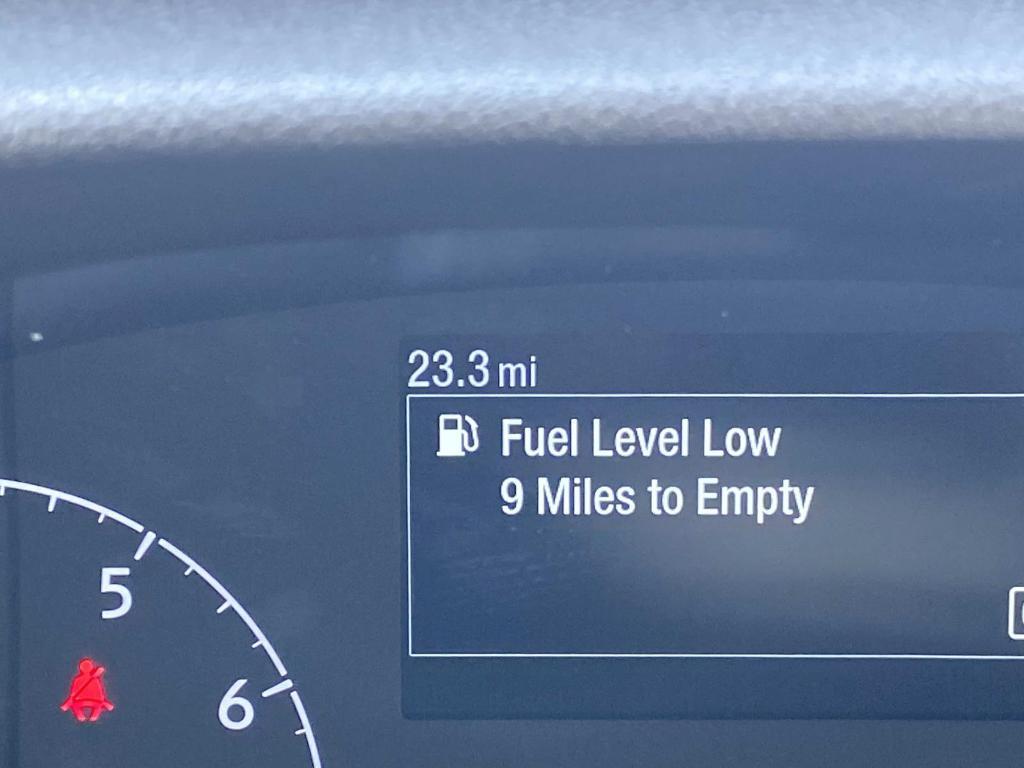 23.3 mi
Fuel Level Low
9 Miles to Empty
5
6